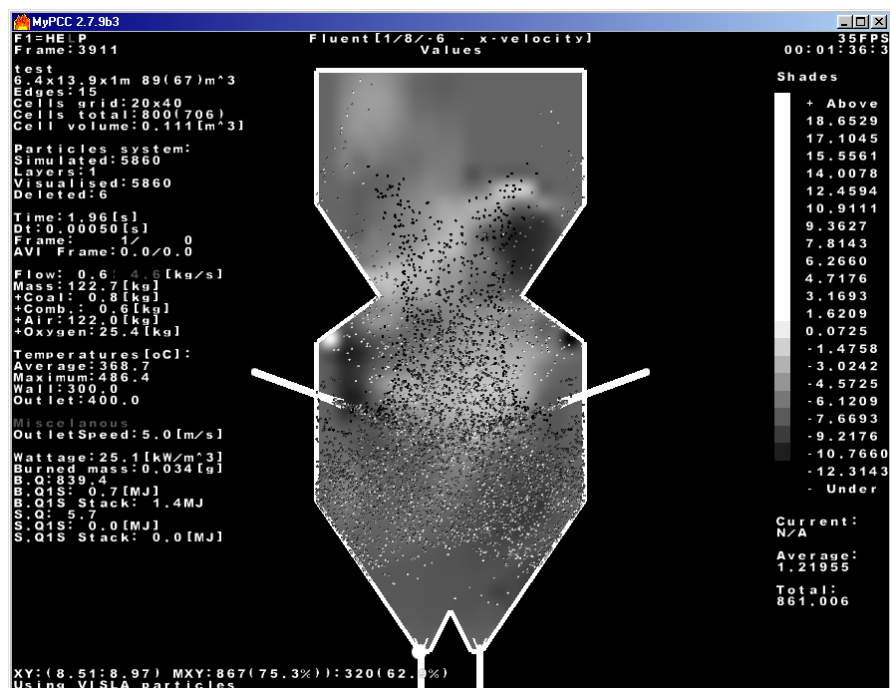 MyPCC 2.7.9b3
F1=HELP
Frame:3911
Fluent[1/8/-6 - x-velocity]
Values
35FPS
00:01:36:3
test
6.4x13.9x1m 89(67)m^3
Edges:15
Cells grid:20x40
Cells total:800(706)
Cell volume:0.111[m^3]
Particles system:
Simulated:5860
Layers:1
Visualised:5860
Deleted:6
Time:1.96[s]
Dt:0.00050[s]
Frame: 1/ 0
AVI Frame:0.0/0.0
Flow: 0.6: 4.6[kg/s]
Mass:122.7[kg]
+Coal: 0.8[kg]
+Comb.: 0.6[kg]
+Air:122.0[kg]
+Oxygen:25.4[kg]
Temperatures[oC]:
Average:368.7
Maximum:486.4
Wall:300.0
Outlet:400.0
Miscelanous
OutletSpeed:5.0[m/s]
Wattage:25.1[kW/m^3]
Burned mass:0.034[g]
B.Q:839.4
B.Q1S: 0.7[MJ]
B.Q1S Stack: 1.4MJ
S.Q: 5.7
S.Q1S: 0.0[MJ]
S.Q1S Stack: 0.0[MJ]
Shades
+ Above
18.6529
17.1045
15.5561
14.0078
12.4594
10.9111
9.3627
7.8143
6.2660
4.7176
3.1693
1.6209
0.0725
-1.4758
-3.0242
-4.5725
-6.1209
-7.6693
-9.2176
-10.7660
-12.3143
- Under
Current:
N/A
Average:
1.21955
Total:
861.006
XY:(8.51:8.97) MXY:867(75.3%)):320(62. %)
Using VISLA particles